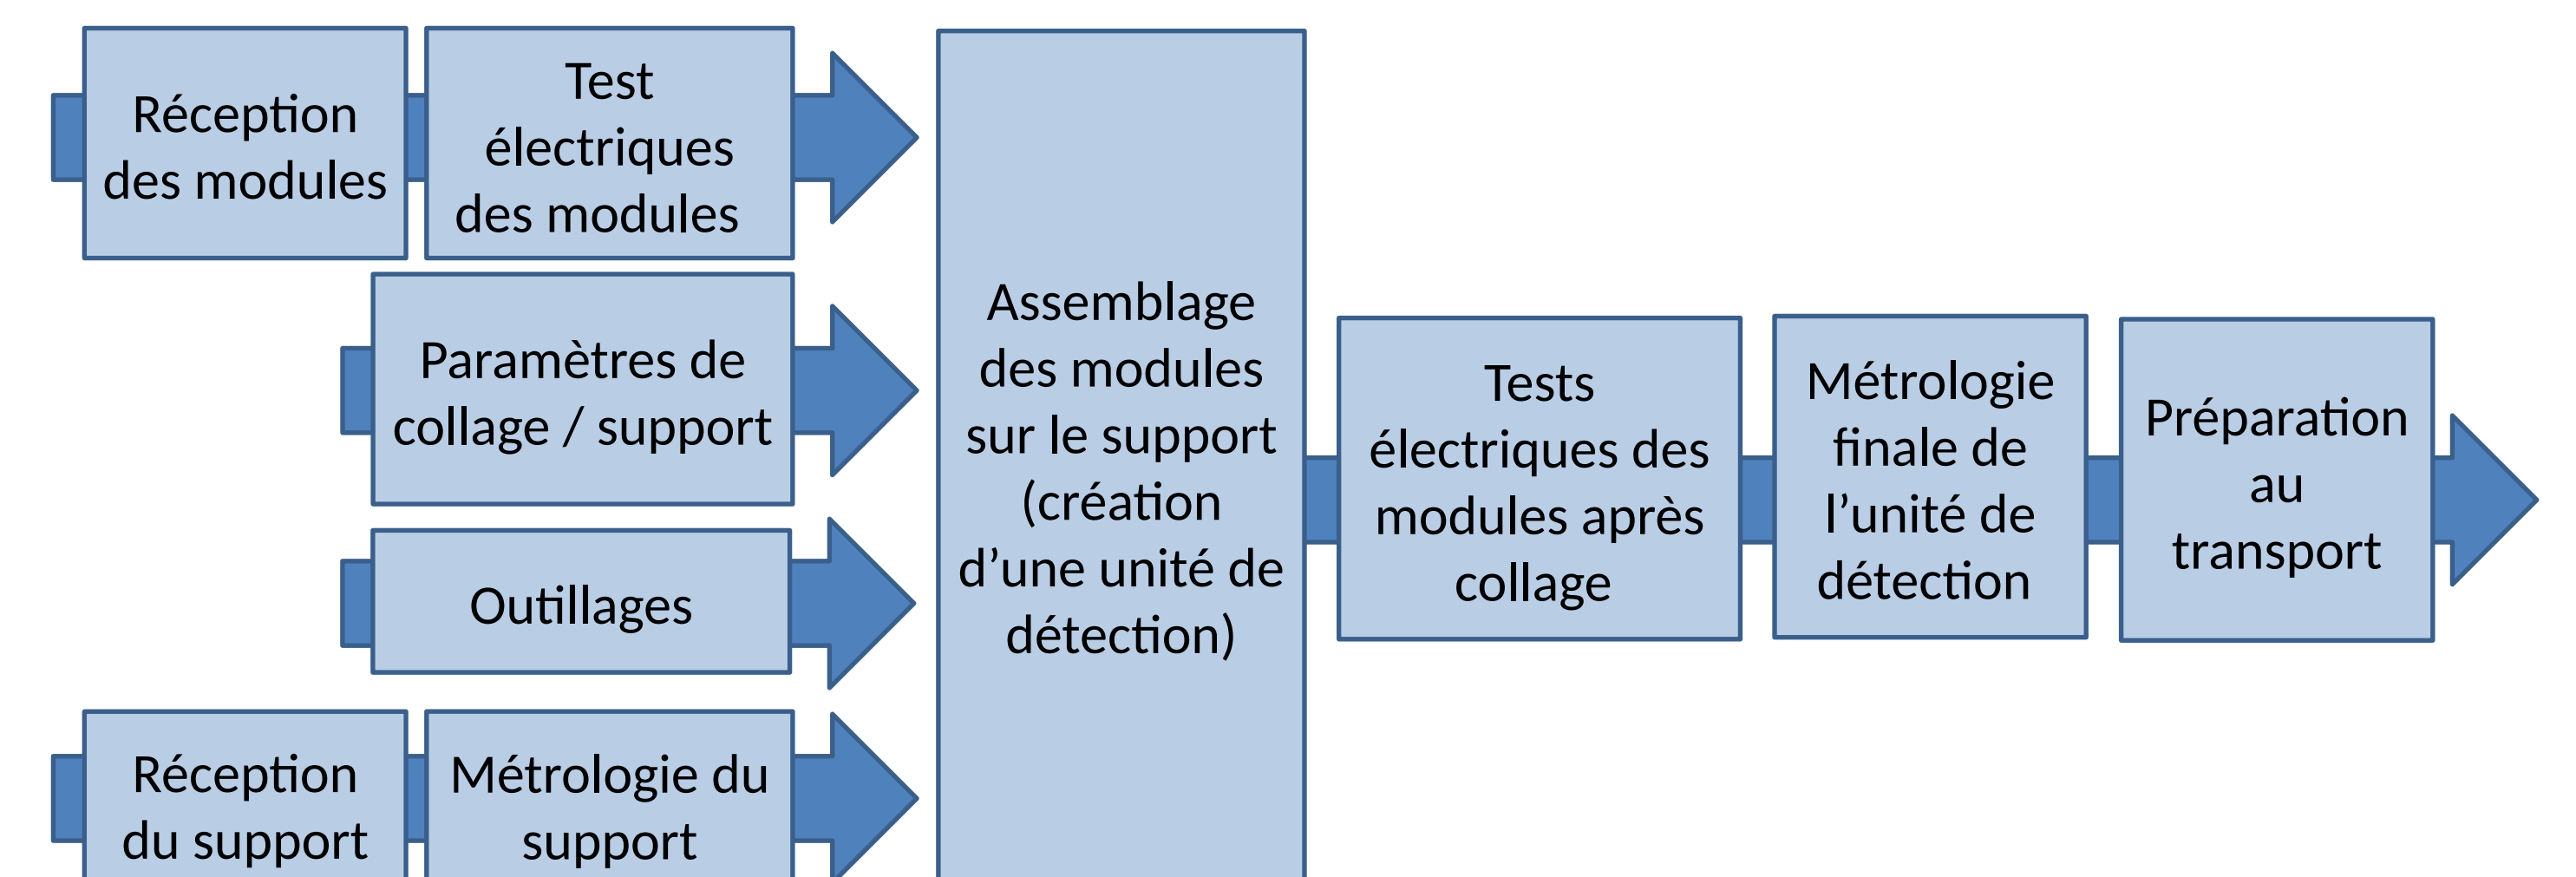 Réception
des modules
Test
électriques
des modules
Paramètres de
collage / support
Outillages
Réception
du support
Métrologie du
support
Assemblage
des modules
sur le support
(création
d’une unité de
détection)
Tests
électriques des
modules après
collage
Métrologie
finale de
l’unité de
détection
Préparation
au
transport